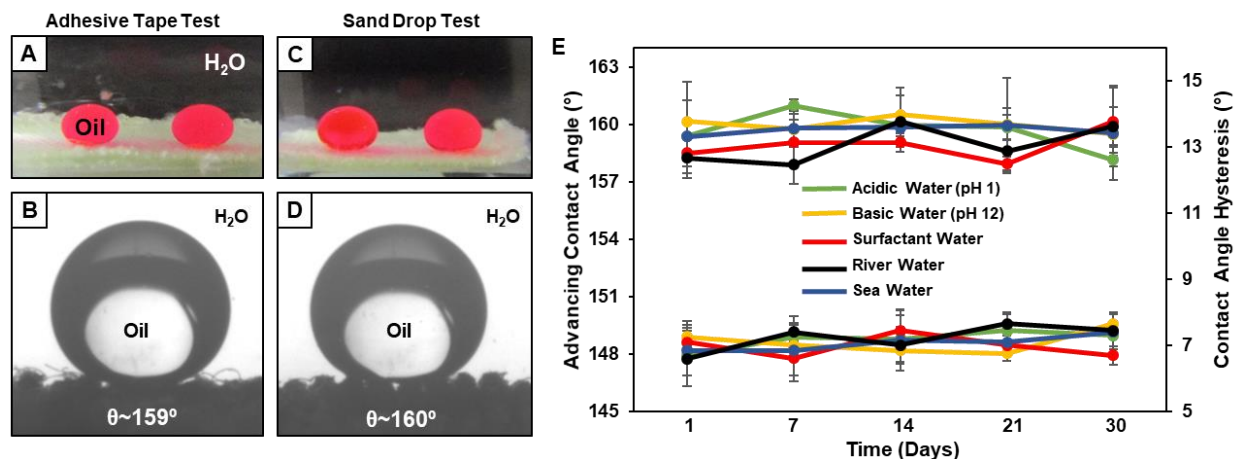 Adhesive Tape Test
Sand Drop Test
A
H₂O
Oil
C
B
H₂O
Oil
θ~159º
D
H₂O
Oil
θ~160º
E
Advancing Contact Angle (°)
163
160
157
154
151
148
145
15
13
11
9
7
5
Contact Angle Hysteresis (°)
Acidic Water (pH 1)
Basic Water (pH 12)
Surfactant Water
River Water
Sea Water
1 7 14 21 30
Time (Days)